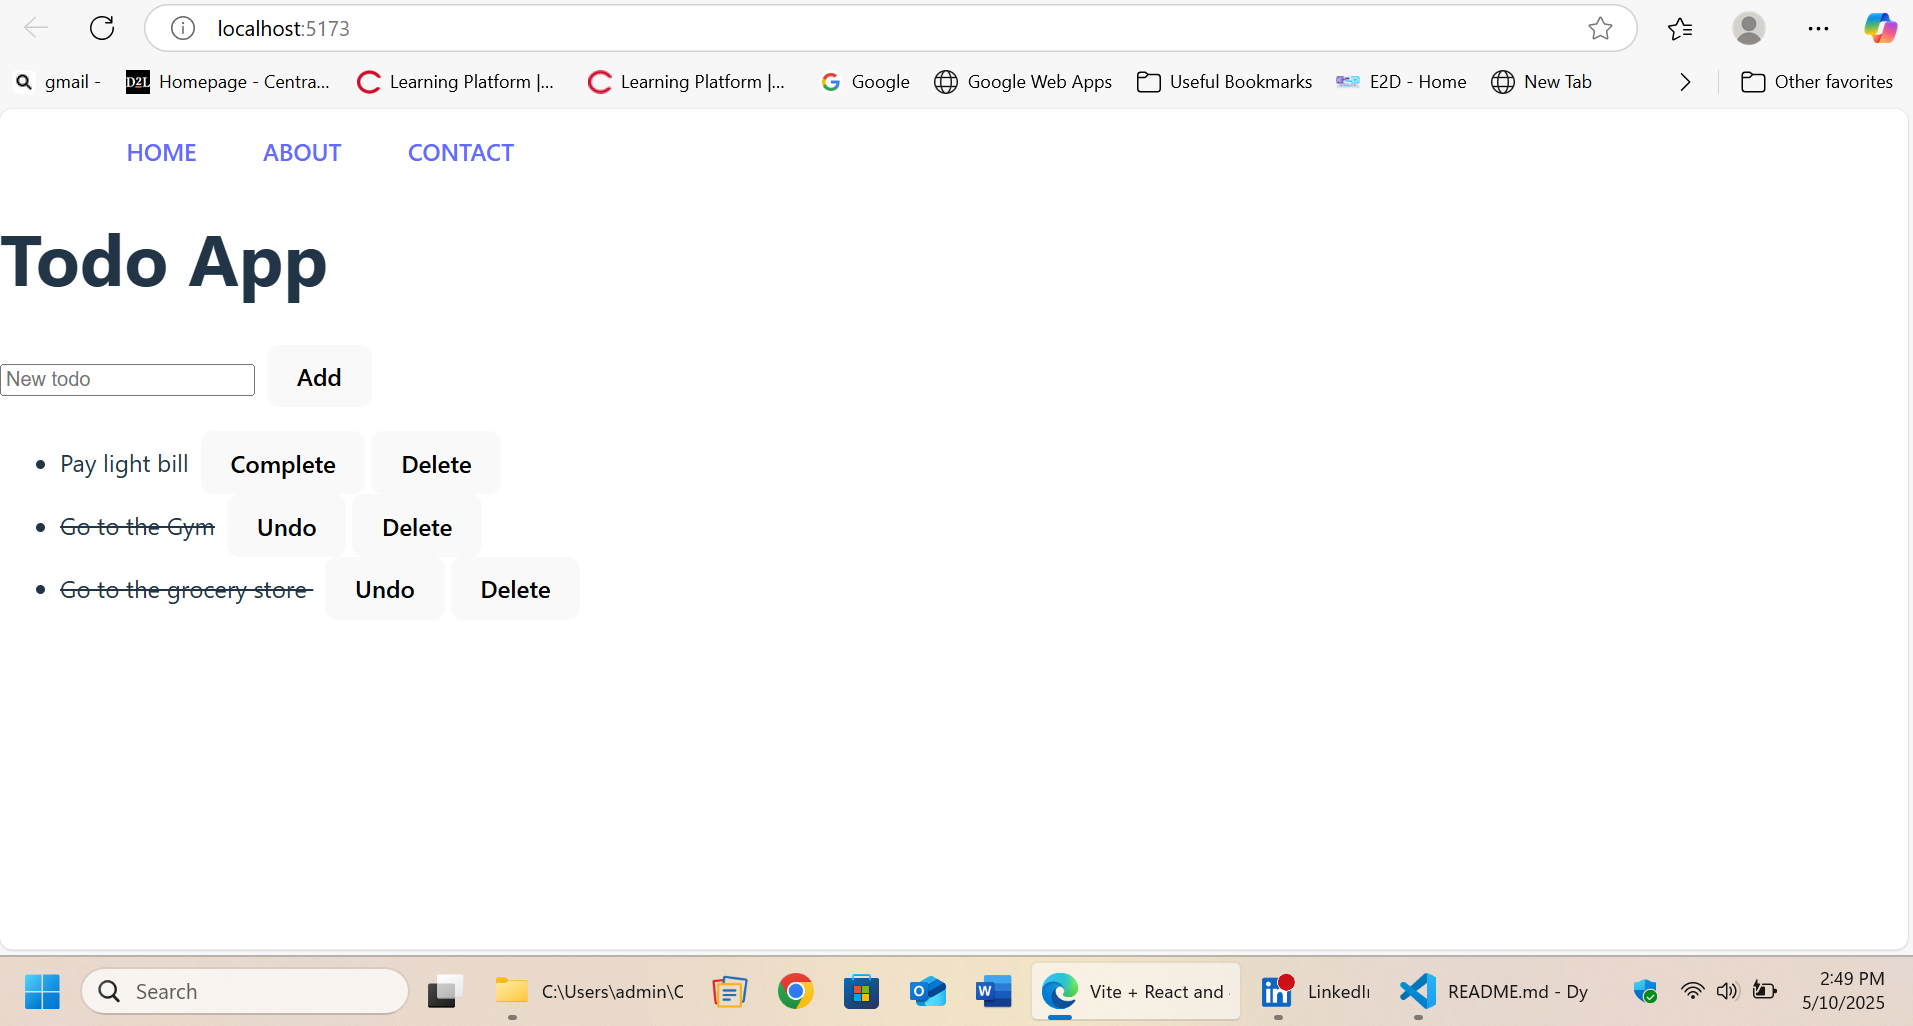 localhost:5173
gmail -
D2L Homepage - Centra...
Learning Platform |...
Learning Platform |...
Google
Google Web Apps
Useful Bookmarks
E2D - Home
New Tab
Other favorites
HOME ABOUT CONTACT
Todo App
New todo Add
Pay light bill Complete Delete
Go to the Gym Undo Delete
Go to the grocery store Undo Delete
Search
C:\Users\admin\C
Vite + React and
LinkedIn
README.md - Dy
2:49 PM
5/10/2025